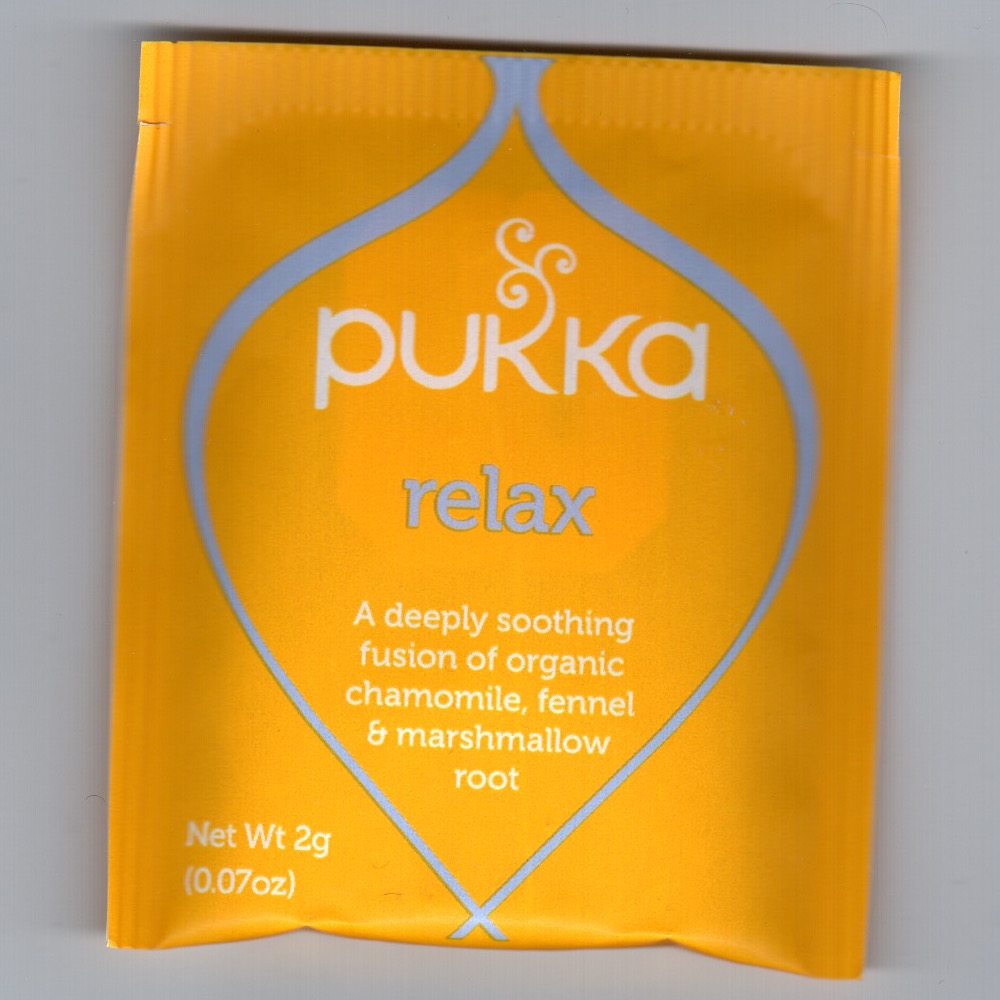 pukka
relax
A deeply soothing
fusion of organic
chamomile, fennel
& marshmallow
root
Net Wt 2g
(0.07oz)